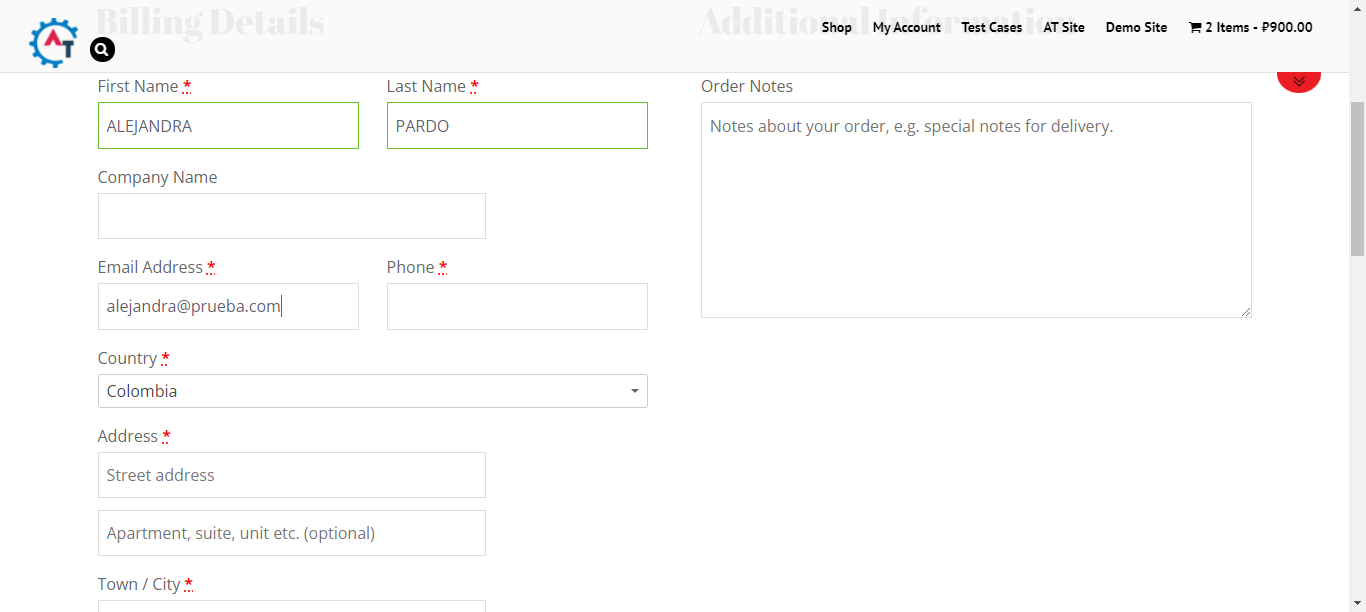 Billing Details
Additional Information
AT
Shop My Account Test Cases AT Site Demo Site 2 Items - ₽900.00
First Name *
Last Name *
ALEJANDRA
PARDO
Company Name
Email Address *
Phone *
alejandra@prueba.com
Country *
Colombia
Address *
Street address
Apartment, suite, unit etc. (optional)
Town / City *
Order Notes
Notes about your order, e.g. special notes for delivery.